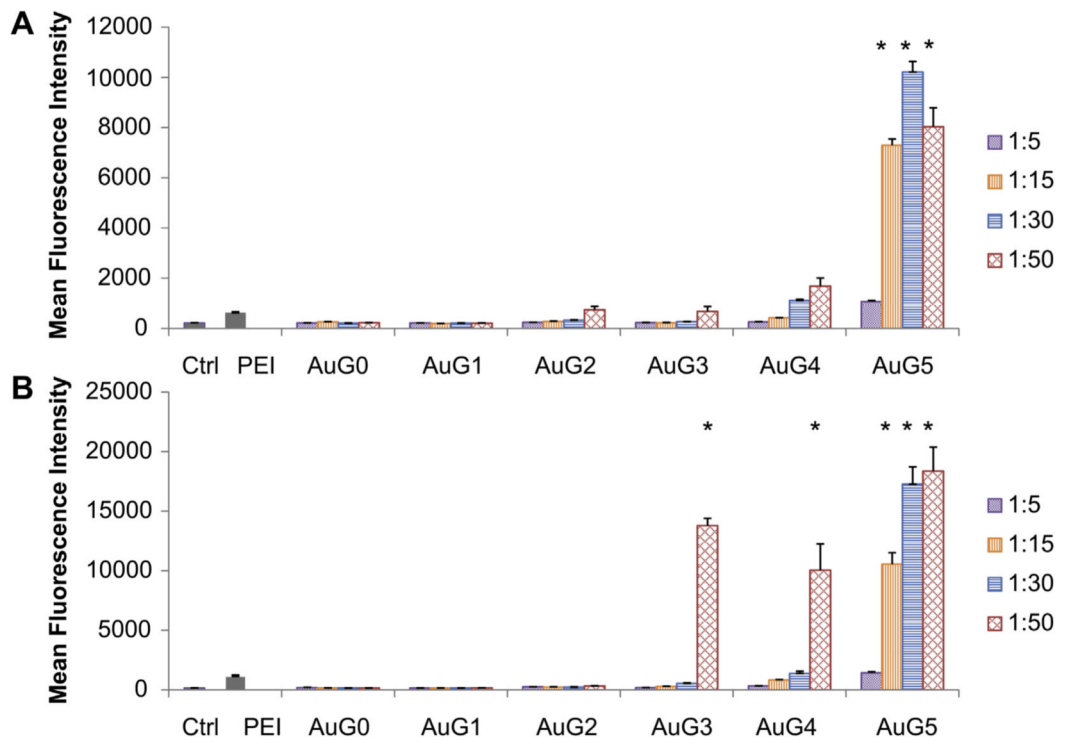 A
Mean Fluorescence Intensity
12000
10000
8000
6000
4000
2000
0
* * *
Ctrl PEI AuG0 AuG1 AuG2 AuG3 AuG4 AuG5
1:5
1:15
1:30
1:50
B
Mean Fluorescence Intensity
25000
20000
15000
10000
5000
0
* * * * *
Ctrl PEI AuG0 AuG1 AuG2 AuG3 AuG4 AuG5
1:5
1:15
1:30
1:50